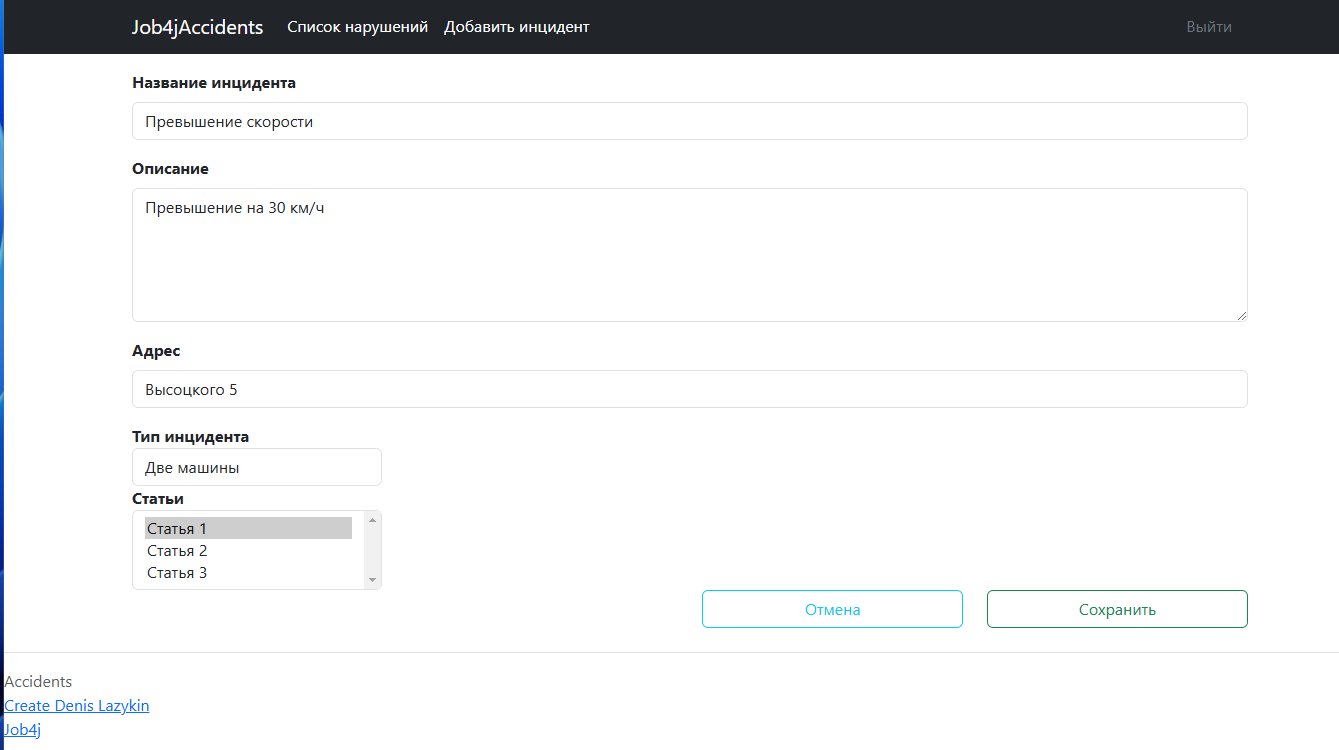 Job4jAccidents Список нарушений Добавить инцидент Выйти
Название инцидента
Превышение скорости
Описание
Превышение на 30 км/ч
Адрес
Высоцкого 5
Тип инцидента
Две машины
Статьи
Статья 1
Статья 2
Статья 3
Отмена Сохранить
Accidents
Create Denis Lazykin
Job4j